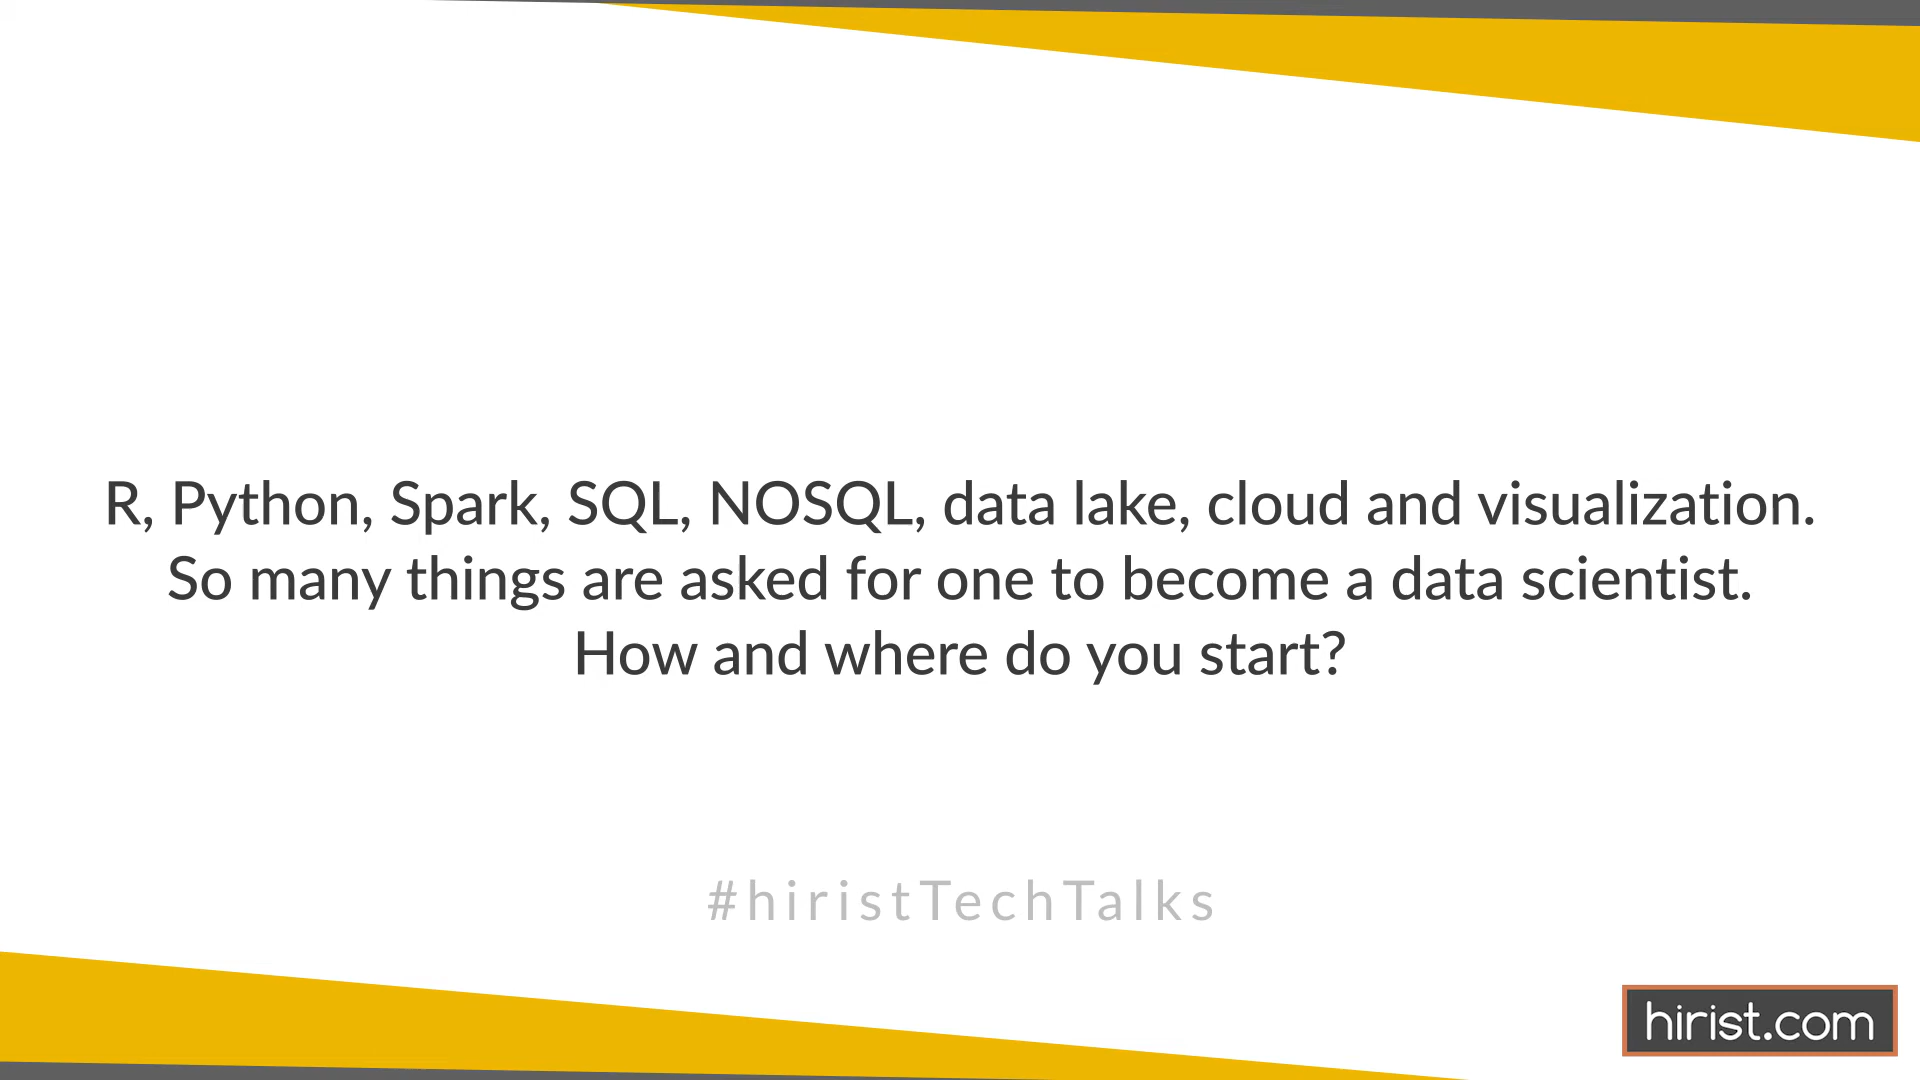 R, Python, Spark, SQL, NOSQL, data lake, cloud and visualization.
So many things are asked for one to become a data scientist.
How and where do you start?
#hiristTechTalks
hirist.com